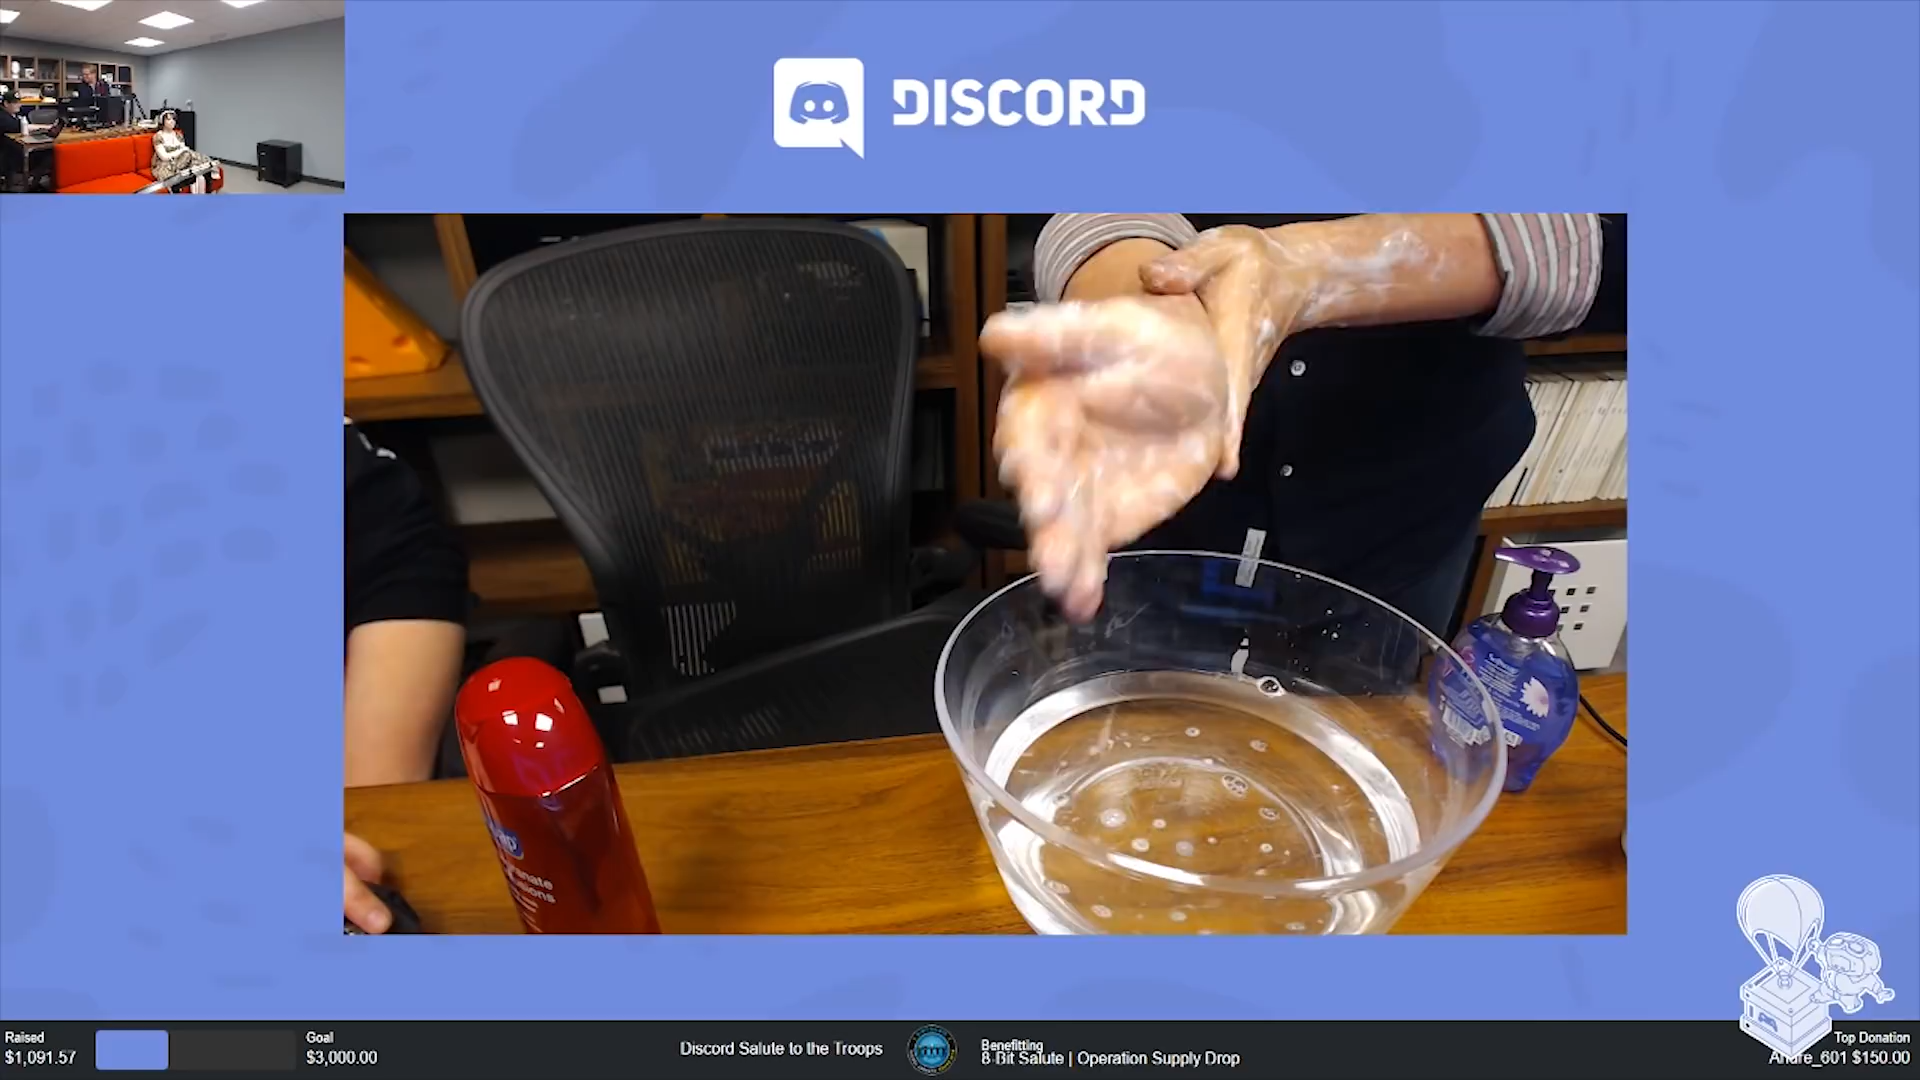 DISCORD
Raised
$1,091.57
Goal
$3,000.00
Discord Salute to the Troops
Benefitting
8-Bit Salute | Operation Supply Drop
Top Donation
Andre_601 $150.00